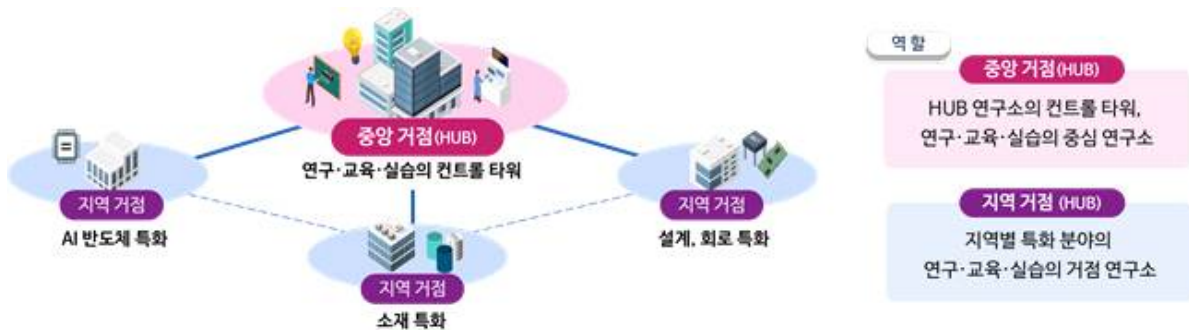 중앙 거점(HUB)
연구·교육·실습의 컨트롤 타워
지역 거점
AI 반도체 특화
지역 거점
소재 특화
지역 거점
설계, 회로 특화
역할
중앙 거점(HUB)
HUB 연구소의 컨트롤 타워,
연구·교육·실습의 중심 연구소
지역 거점 (HUB)
지역별 특화 분야의
연구·교육·실습의 거점 연구소